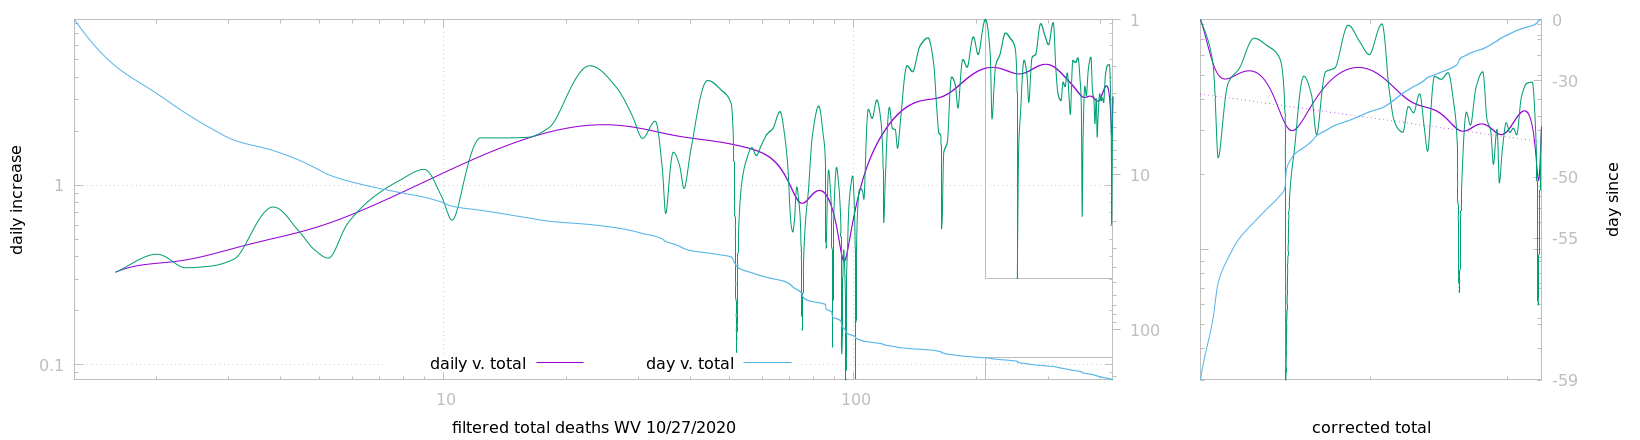 1
0
-30
-50
-55
-59
10
100
1
0.1
daily increase
day since
daily v. total
day v. total
10
100
filtered total deaths WV 10/27/2020
corrected total